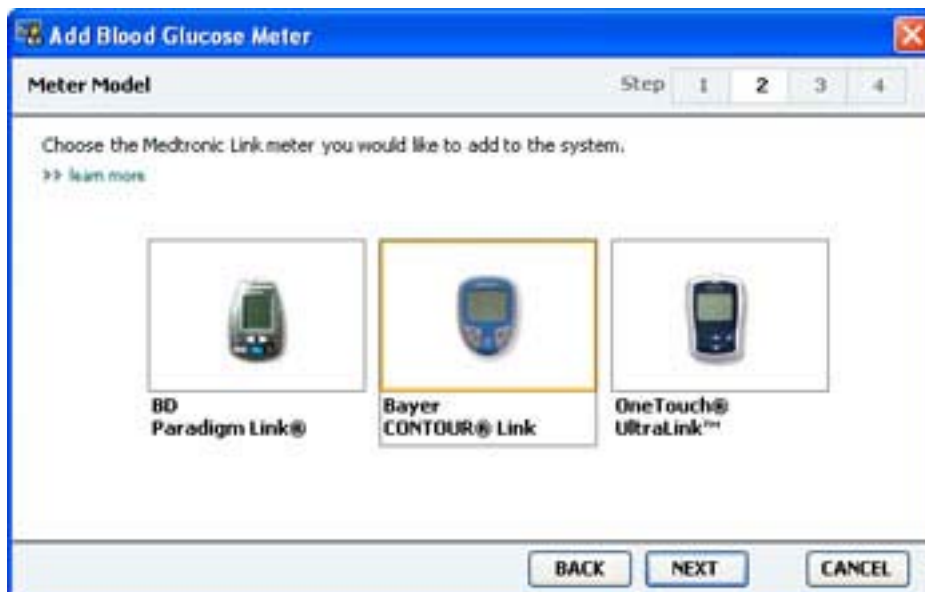 Add Blood Glucose Meter
Meter Model
Step 1 2 3 4
Choose the Medtronic Link meter you would like to add to the system.
>> learn more
BD
Paradigm Link®
Bayer
CONTOUR® Link
OneTouch®
UltraLink™
BACK NEXT CANCEL